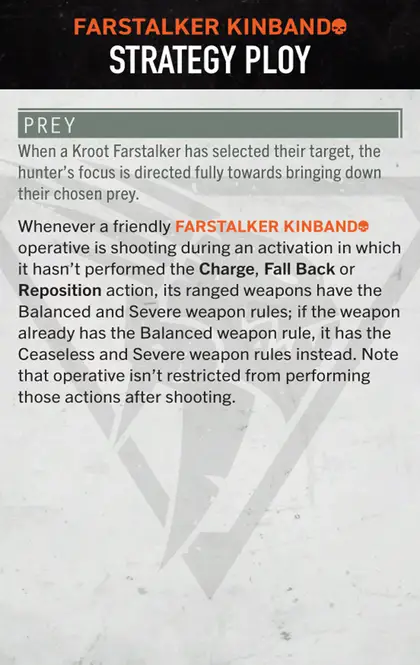 FARSTALKER KINBAND
STRATEGY PLOY
PREY
When a Kroot Farstalker has selected their target, the
hunter's focus is directed fully towards bringing down
their chosen prey.
Whenever a friendly FARSTALKER KINBAND
operative is shooting during an activation in which
it hasn't performed the Charge, Fall Back or
Reposition action, its ranged weapons have the
Balanced and Severe weapon rules; if the weapon
already has the Balanced weapon rule, it has the
Ceaseless and Severe weapon rules instead. Note
that operative isn't restricted from performing
those actions after shooting.